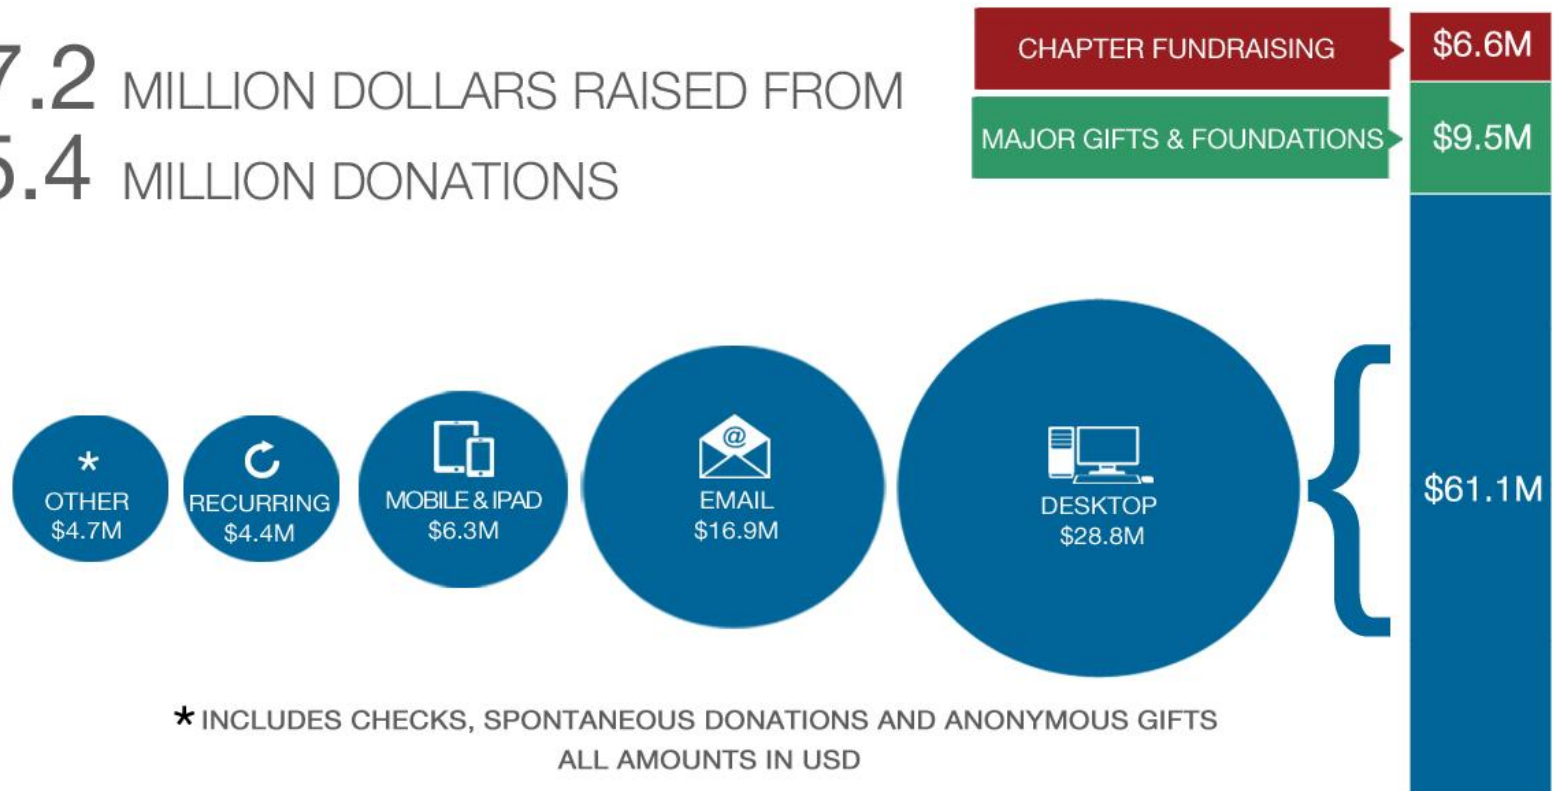 7.2 MILLION DOLLARS RAISED FROM
5.4 MILLION DONATIONS
CHAPTER FUNDRAISING
$6.6M
MAJOR GIFTS & FOUNDATIONS
$9.5M
*
OTHER
$4.7M
RECURRING
$4.4M
MOBILE & IPAD
$6.3M
@
EMAIL
$16.9M
DESKTOP
$28.8M
{
$61.1M
* INCLUDES CHECKS, SPONTANEOUS DONATIONS AND ANONYMOUS GIFTS
ALL AMOUNTS IN USD